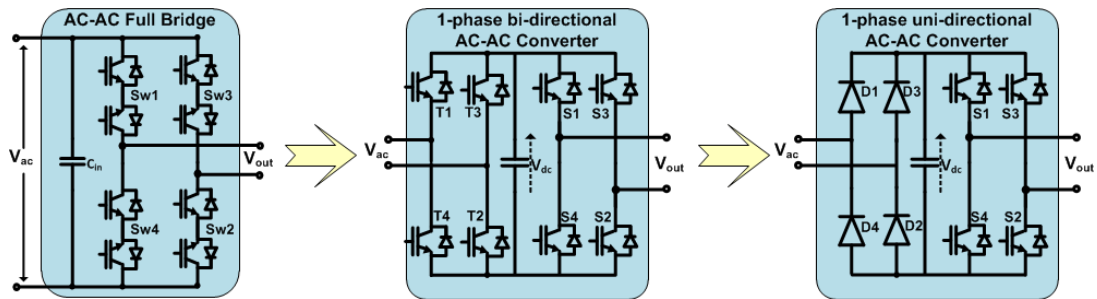 AC-AC Full Bridge
Sw1
Sw3
Vac
Cin
Vout
Sw4
Sw2
1-phase bi-directional
AC-AC Converter
T1
T3
S1
S3
Vac
Vdc
Vout
T4
T2
S4
S2
1-phase uni-directional
AC-AC Converter
D1
D3
S1
S3
Vac
Vdc
Vout
D4
D2
S4
S2